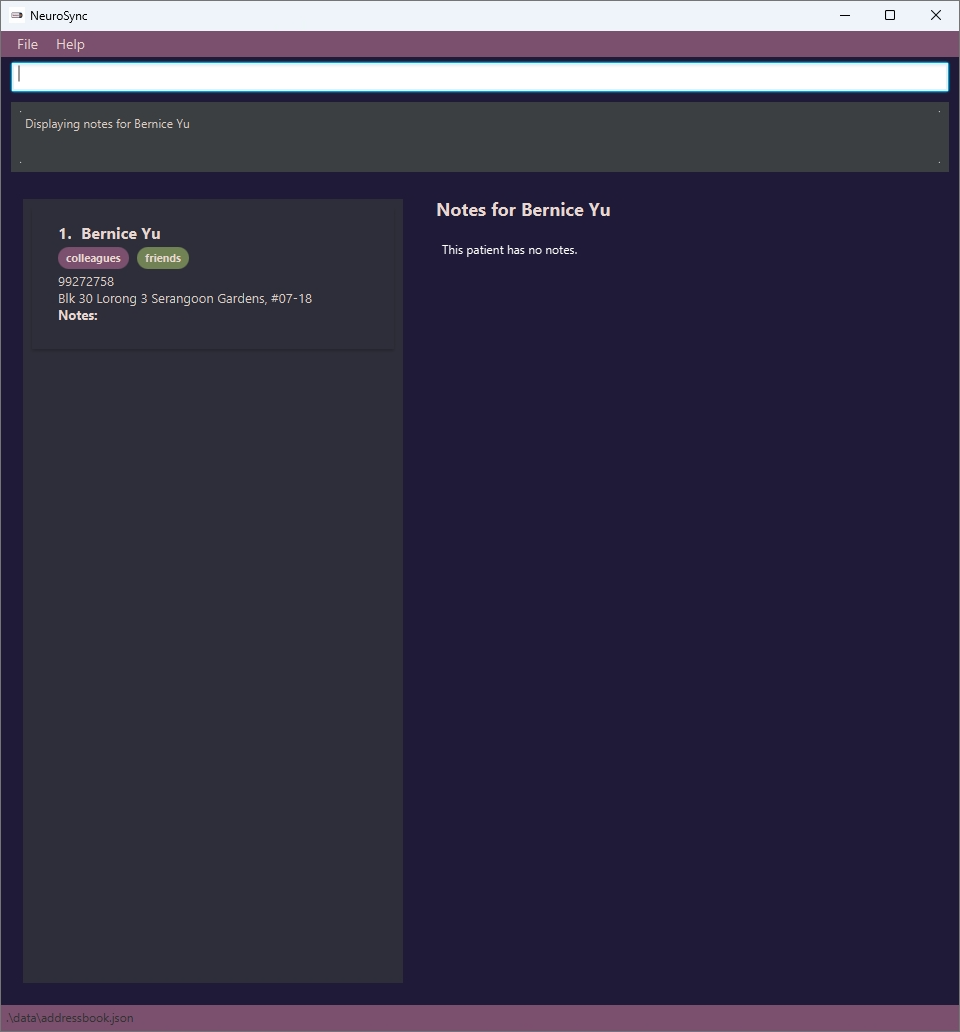 NeuroSync
File Help
Displaying notes for Bernice Yu
1. Bernice Yu
colleagues friends
99272758
Blk 30 Lorong 3 Serangoon Gardens, #07-18
Notes:
Notes for Bernice Yu
This patient has no notes.
.\data\addressbook.json